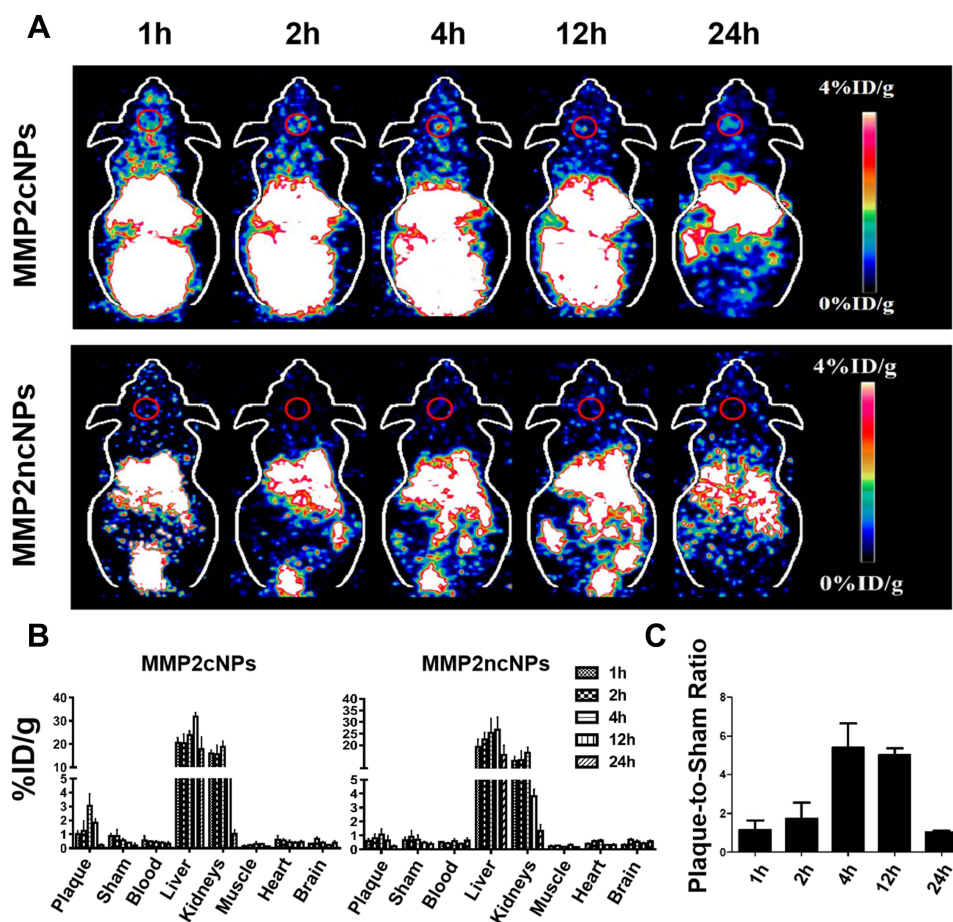 A
1h 2h 4h 12h 24h
MMP2cNPs
4%ID/g
0%ID/g
MMP2ncNPs
4%ID/g
0%ID/g
B
MMP2cNPs
%ID/g
40
30
20
10
5
4
3
2
1
0
Plaque Sham Blood Liver Kidneys Muscle Heart Brain
MMP2ncNPs
40
35
25
20
15
5
4
3
2
1
0
Plaque Sham Blood Liver Kidneys Muscle Heart Brain
1h
2h
4h
12h
24h
C
Plaque-to-Sham Ratio
8
6
4
2
0
1h 2h 4h 12h 24h